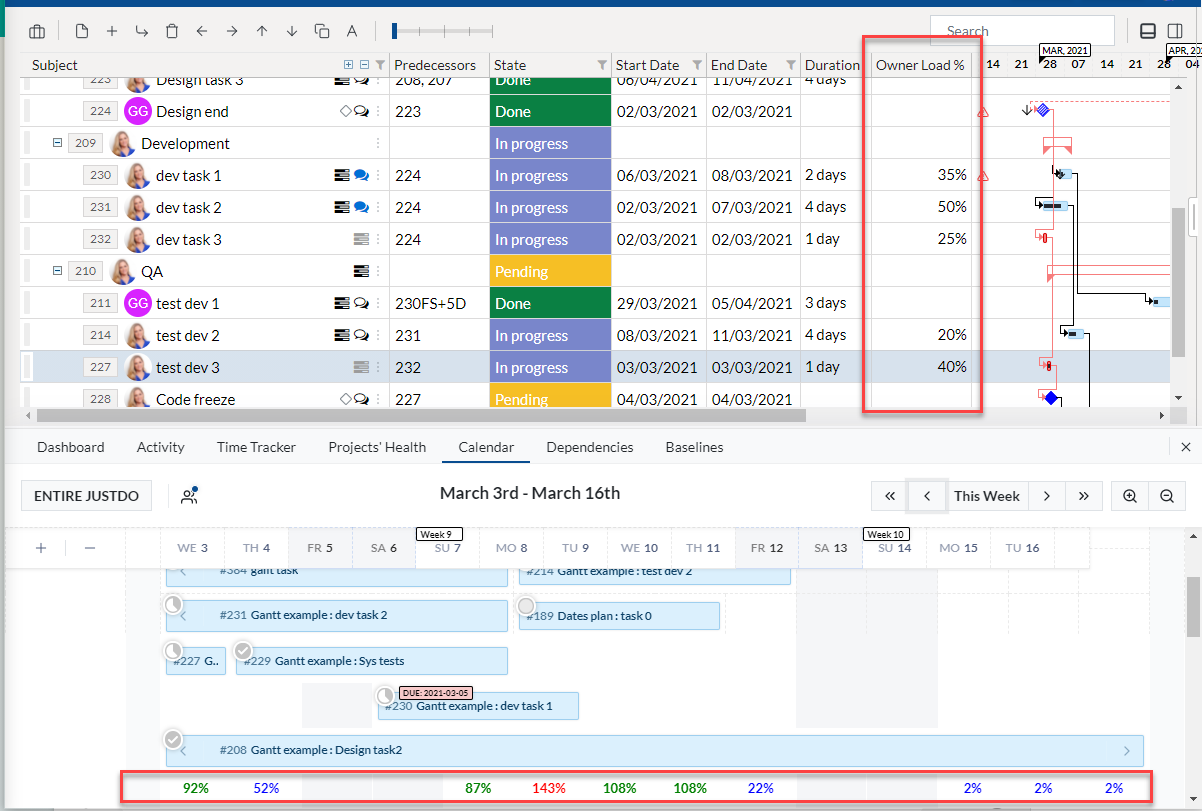 Search
Subject Predecessors State Start Date End Date Duration Owner Load % 14 21 28 07 14 21 28 04
MAR, 2021
223 Design task 3 208, 207 Done 06/04/2021 11/04/2021 4 days
224 GG Design end 223 Done 02/03/2021 02/03/2021
209 Development In progress
230 dev task 1 224 In progress 06/03/2021 08/03/2021 2 days 35%
231 dev task 2 224 In progress 02/03/2021 07/03/2021 4 days 50%
232 dev task 3 224 In progress 02/03/2021 02/03/2021 1 day 25%
210 QA Pending
211 GG test dev 1 230FS+5D Done 29/03/2021 05/04/2021 3 days
214 test dev 2 231 In progress 08/03/2021 11/03/2021 4 days 20%
227 test dev 3 232 In progress 03/03/2021 03/03/2021 1 day 40%
228 Code freeze 227 Pending 04/03/2021 04/03/2021
Dashboard Activity Time Tracker Projects' Health Calendar Dependencies Baselines
ENTIRE JUSTDO March 3rd - March 16th This Week
Week 9 Week 10
WE 3 TH 4 FR 5 SA 6 SU 7 MO 8 TU 9 WE 10 TH 11 FR 12 SA 13 SU 14 MO 15 TU 16
#384 gant task #214 Gantt example : test dev 2
#231 Gantt example : dev task 2 #189 Dates plan : task 0
#227 G.. #229 Gantt example : Sys tests
DUE: 2021-03-05
#230 Gantt example : dev task 1
#208 Gantt example : Design task2
92% 52% 87% 143% 108% 108% 22% 2% 2% 2%